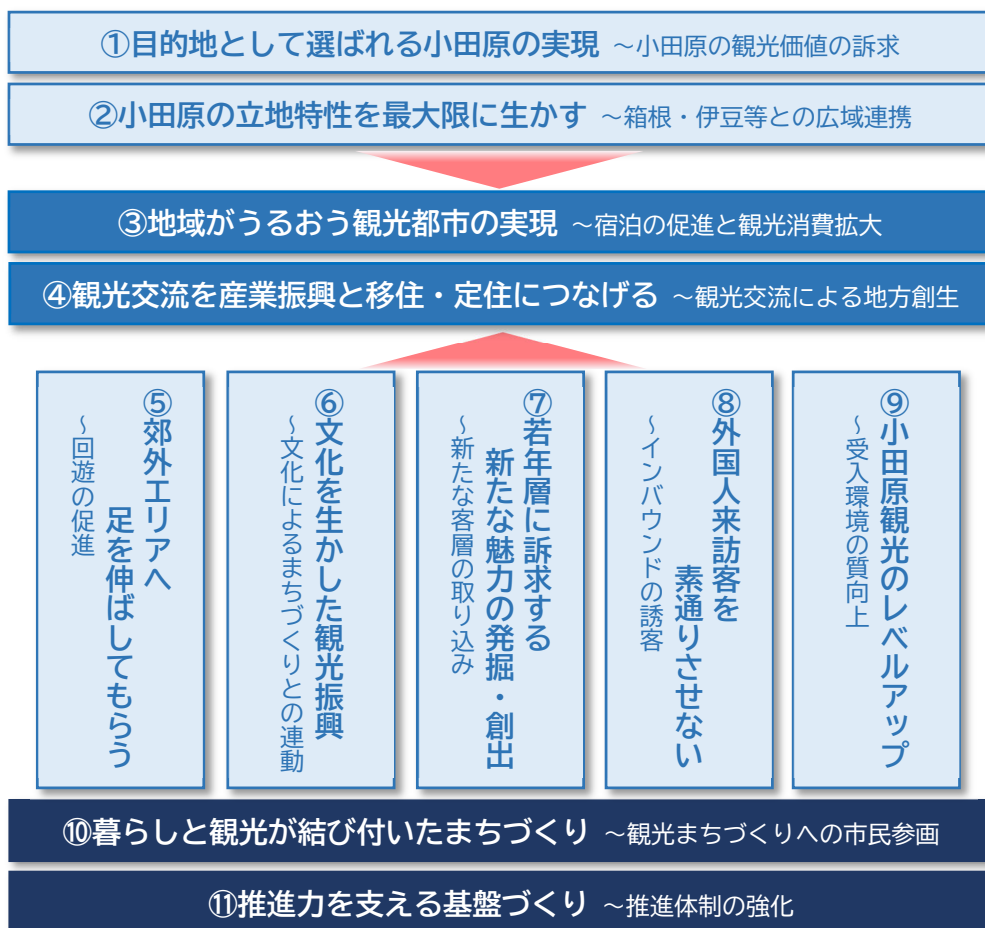 ①目的地として選ばれる小田原の実現 ～小田原の観光価値の訴求
②小田原の立地特性を最大限に生かす ～箱根・伊豆等との広域連携
③地域がうるおう観光都市の実現 ～宿泊の促進と観光消費拡大
④観光交流を産業振興と移住・定住につなげる ～観光交流による地方創生
⑤郊外エリアへ
足を伸ばしてもらう
～回遊の促進
⑥文化を生かした観光振興
～文化によるまちづくりとの連動
⑦若年層に訴求する
新たな魅力の発掘・創出
～新たな客層の取り込み
⑧外国人来訪客を
素通りさせない
～インバウンドの誘客
⑨小田原観光のレベルアップ
～受入環境の質向上
⑩暮らしと観光が結び付いたまちづくり ～観光まちづくりへの市民参画
⑪推進力を支える基盤づくり ～推進体制の強化